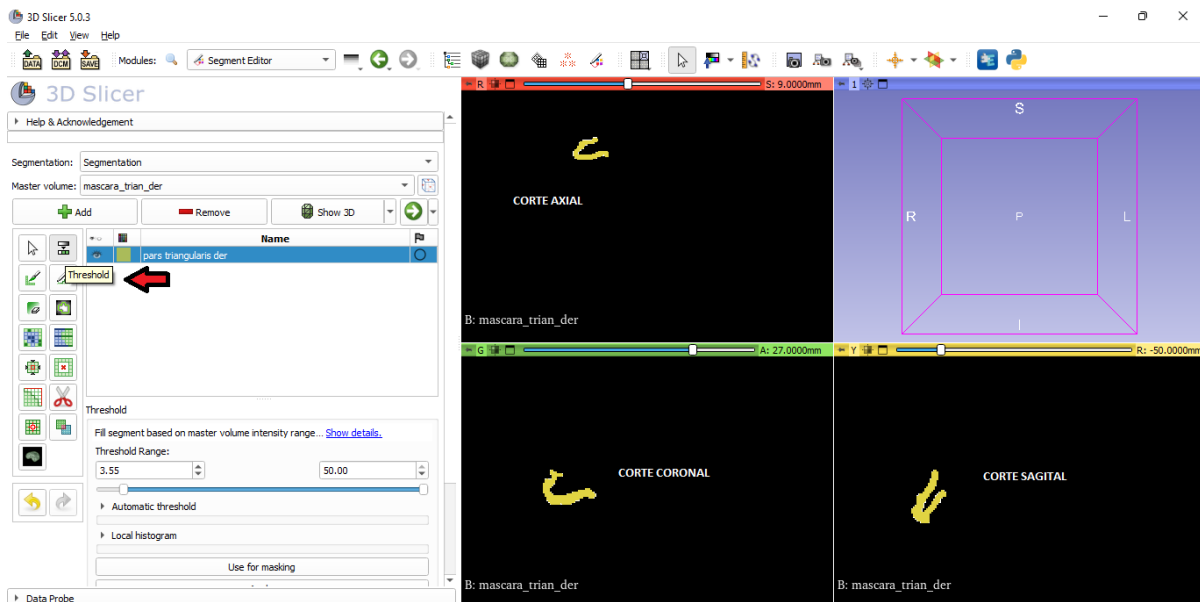 3D Slicer 5.0.3
File Edit View Help
DATA DCM SAVE Modules: Segment Editor
3D Slicer
Help & Acknowledgement
Segmentation: Segmentation
Master volume: mascara_trian_der
Add Remove Show 3D
Name
pars triangularis der
Threshold
Threshold
Fill segment based on master volume intensity range... Show details.
Threshold Range:
3.55 50.00
Automatic threshold
Local histogram
Use for masking
Data Probe
R S: 9.0000mm
CORTE AXIAL
B: mascara_trian_der
1
S
R P L
I
G A: 27.0000mm
CORTE CORONAL
B: mascara_trian_der
Y R: -50.0000mm
CORTE SAGITAL
B: mascara_trian_der